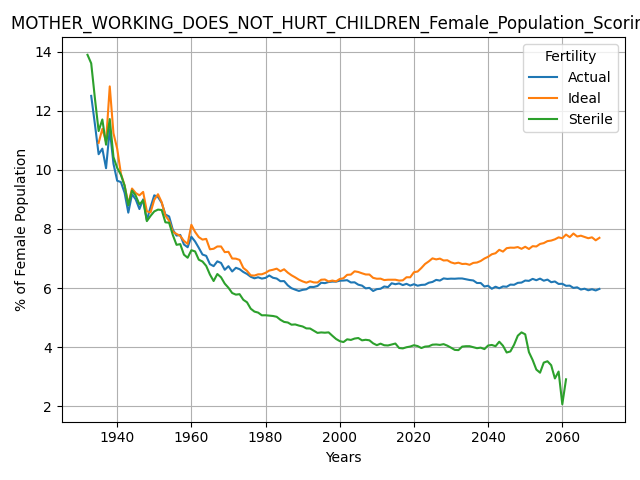 MOTHER_WORKING_DOES_NOT_HURT_CHILDREN_Female_Population_Scorin
% of Female Population
14
12
10
8
6
4
2
Fertility
Actual
Ideal
Sterile
1940 1960 1980 2000 2020 2040 2060
Years